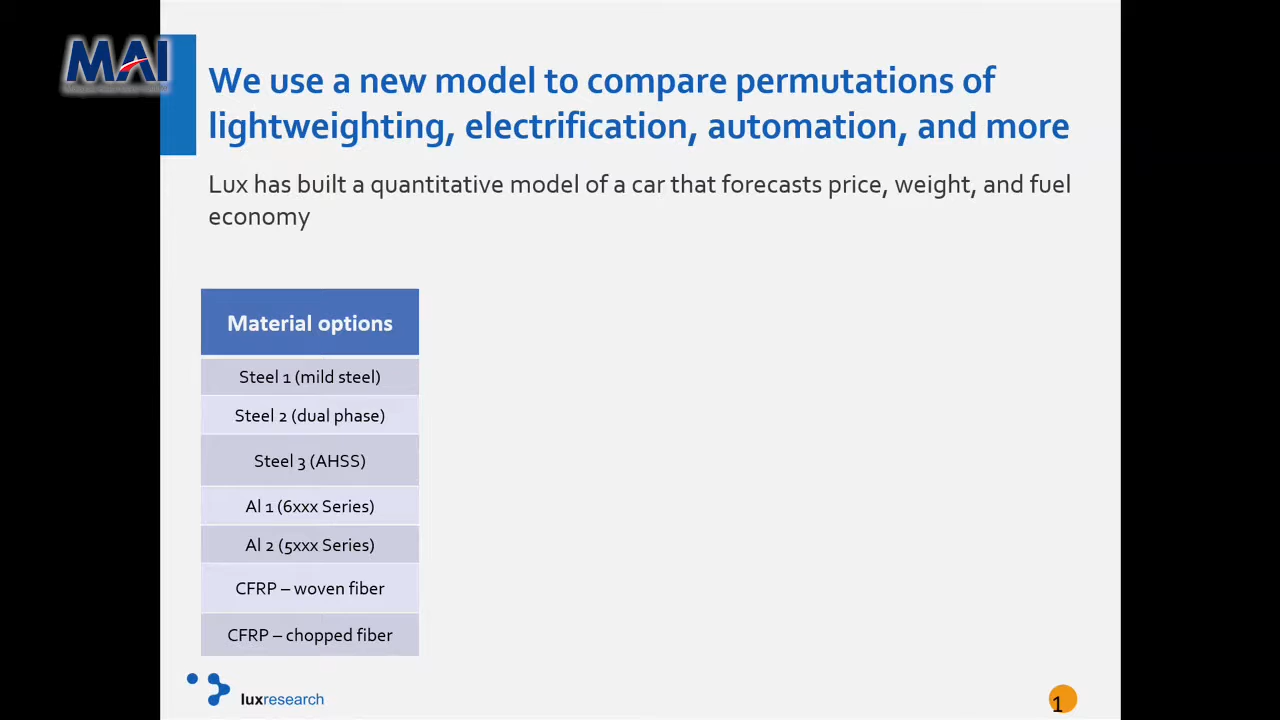 MAI
We use a new model to compare permutations of
lightweighting, electrification, automation, and more
Lux has built a quantitative model of a car that forecasts price, weight, and fuel
economy
Material options
Steel 1 (mild steel)
Steel 2 (dual phase)
Steel 3 (AHSS)
Al 1 (6xxx Series)
Al 2 (5xxx Series)
CFRP – woven fiber
CFRP – chopped fiber
luxresearch
1